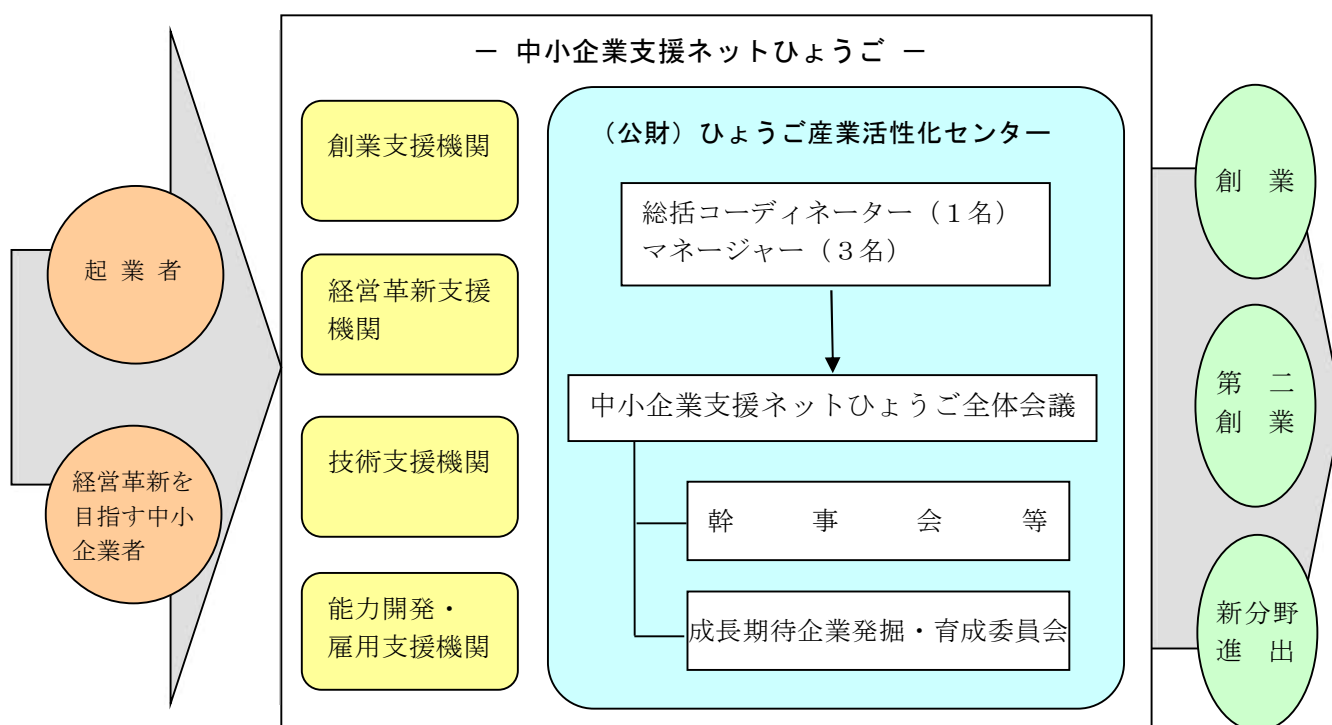 － 中小企業支援ネットひょうご －
起 業 者
経営革新を
目指す中小
企業者
創業支援機関
経営革新支援
機関
技術支援機関
能力開発・
雇用支援機関
（公財）ひょうご産業活性化センター
総括コーディネーター（１名）
マネージャー（３名）
中小企業支援ネットひょうご全体会議
幹 事 会 等
成長期待企業発掘・育成委員会
創 業
第 二
創 業
新分野
進 出